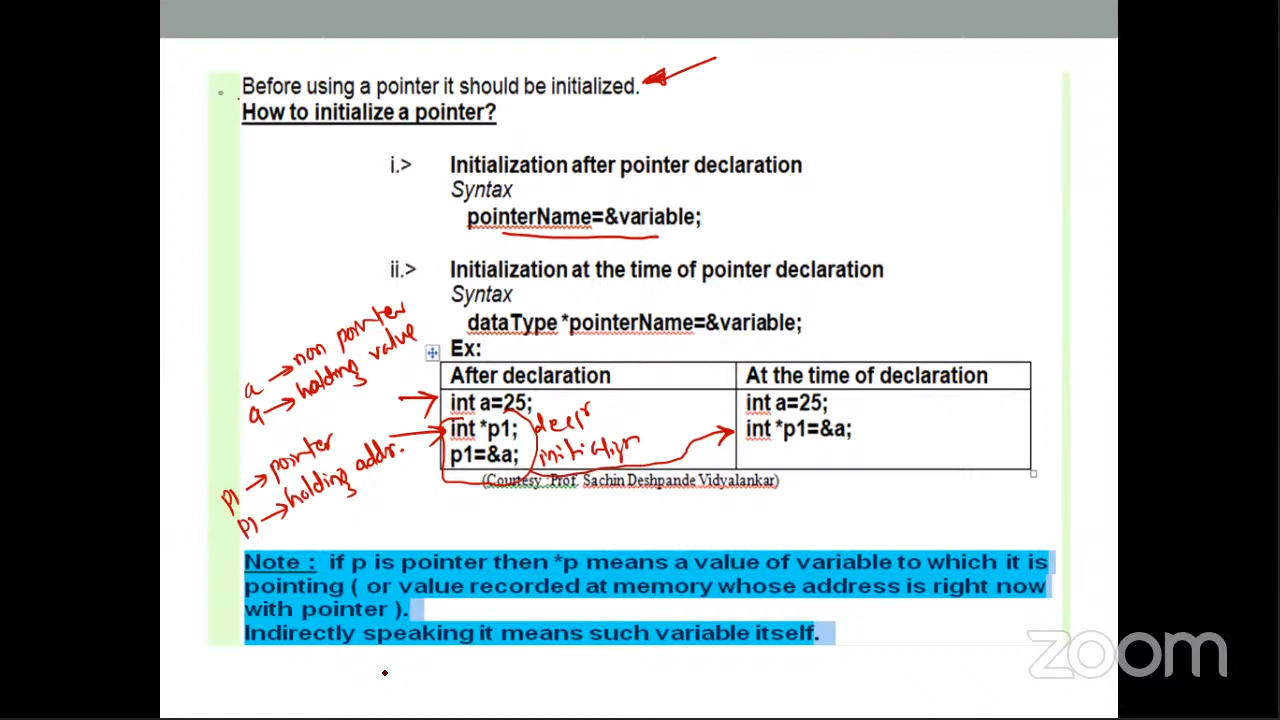 Before using a pointer it should be initialized.
How to initialize a pointer?
i.> Initialization after pointer declaration
Syntax
pointerName=&variable;
ii.> Initialization at the time of pointer declaration
Syntax
dataType *pointerName=&variable;
Ex:
After declaration At the time of declaration
int a=25; int a=25;
int *p1; int *p1=&a;
p1=&a;
(Courtesy :Prof. Sachin Deshpande Vidyalankar)
a → non pointer
a → holding value
p1 → pointer
p1 → holding addr.
Note : if p is pointer then *p means a value of variable to which it is
pointing ( or value recorded at memory whose address is right now
with pointer ).
Indirectly speaking it means such variable itself.
zoom